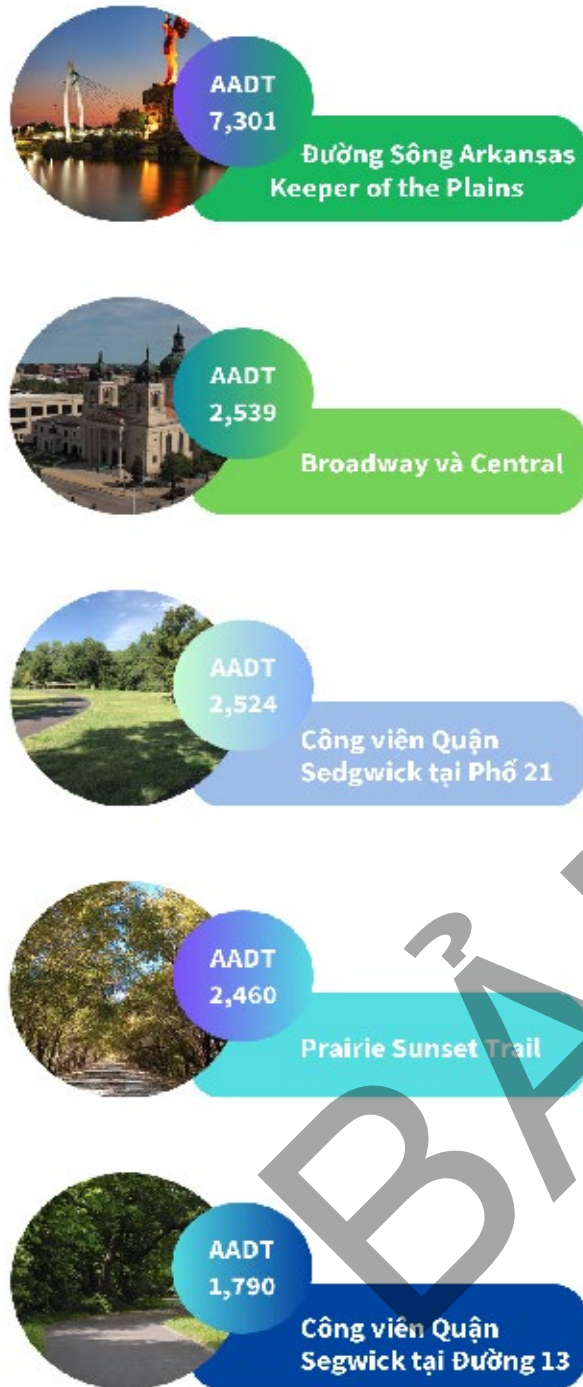 AADT
7,301
Đường Sông Arkansas
Keeper of the Plains
AADT
2,539
Broadway và Central
AADT
2,524
Công viên Quận
Sedgwick tại Phố 21
AADT
2,460
Prairie Sunset Trail
AADT
1,790
Công viên Quận
Segwick tại Đường 13
BẢ